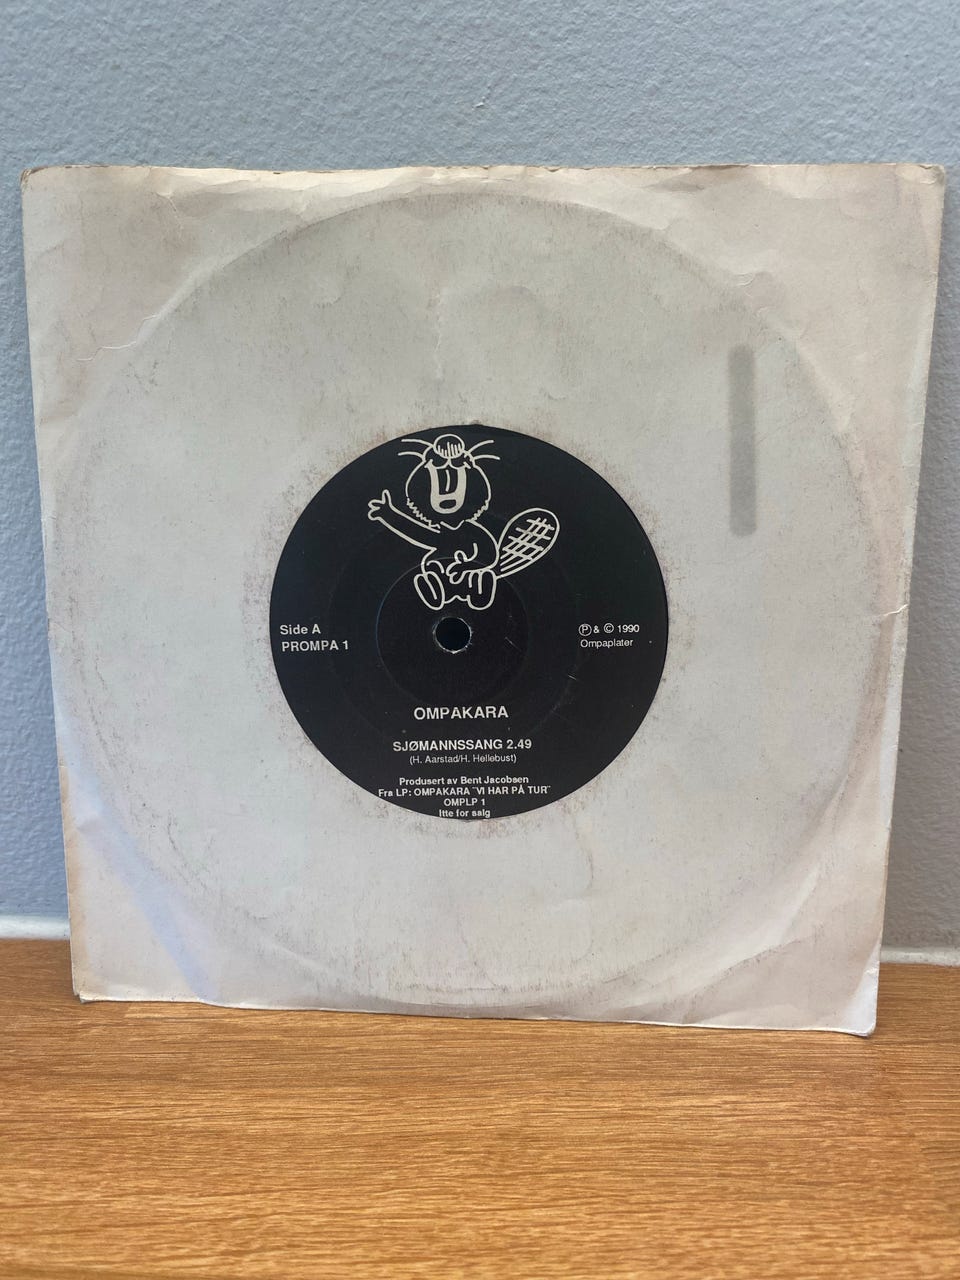 Side A
PROMPA 1
Ⓟ & © 1990
Ompaplater
OMPAKARA
SJØMANNSSANG 2.49
(H. Aarstad/H. Hellebust)
Produsert av Bent Jacobsen
Fra LP: OMPAKARA "VI HAR PÅ TUR"
OMPLP 1
Itte for salg